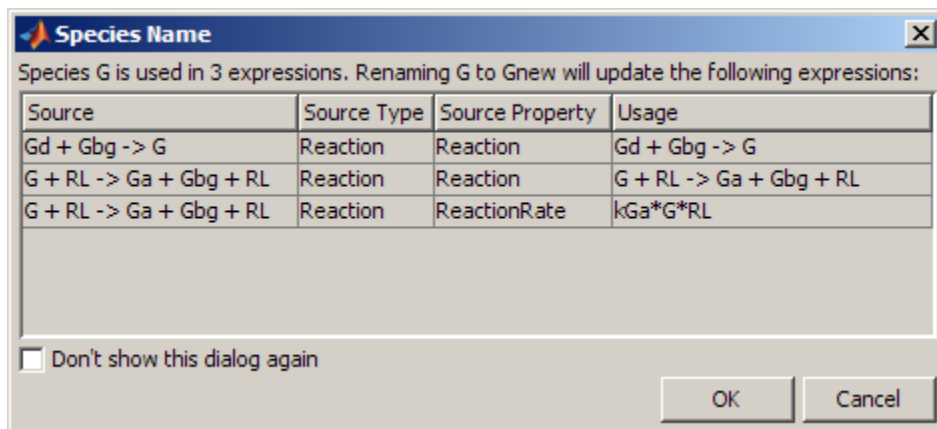 Species Name
Species G is used in 3 expressions. Renaming G to Gnew will update the following expressions:
Source Source Type Source Property Usage
Gd + Gbg -> G Reaction Reaction Gd + Gbg -> G
G + RL -> Ga + Gbg + RL Reaction Reaction G + RL -> Ga + Gbg + RL
G + RL -> Ga + Gbg + RL Reaction ReactionRate kGa*G*RL
Don't show this dialog again
OK Cancel